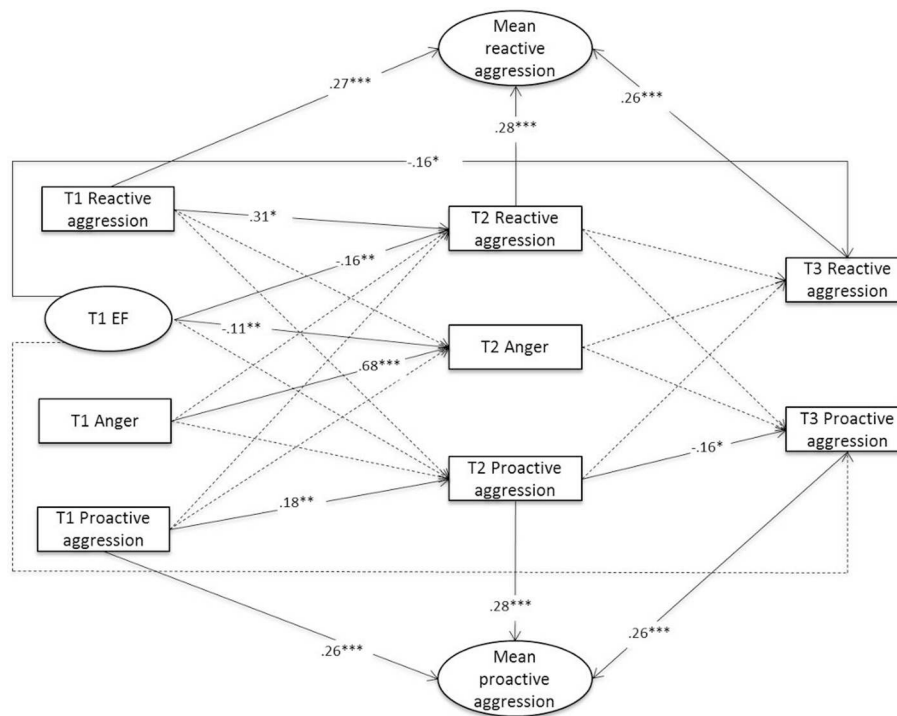 Mean
reactive
aggression
.27***
.26***
.28***
-.16*
T1 Reactive
aggression
.31*
T2 Reactive
aggression
-.16**
T3 Reactive
aggression
T1 EF
-.11**
T2 Anger
.68***
T1 Anger
T3 Proactive
aggression
T2 Proactive
aggression
-.16*
.18**
T1 Proactive
aggression
.28***
.26***
.26***
Mean
proactive
aggression